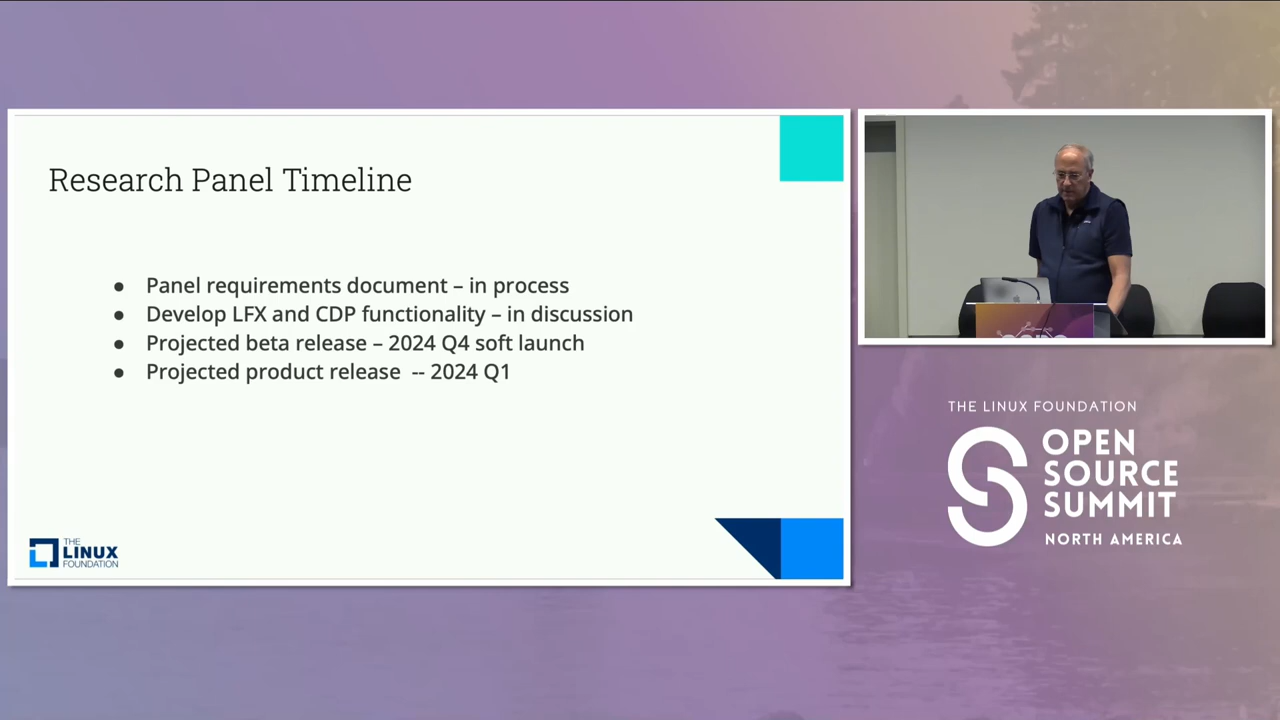 Research Panel Timeline
● Panel requirements document – in process
● Develop LFX and CDP functionality – in discussion
● Projected beta release – 2024 Q4 soft launch
● Projected product release -- 2024 Q1
THE
LINUX
FOUNDATION
THE LINUX FOUNDATION
OPEN
SOURCE
SUMMIT
NORTH AMERICA